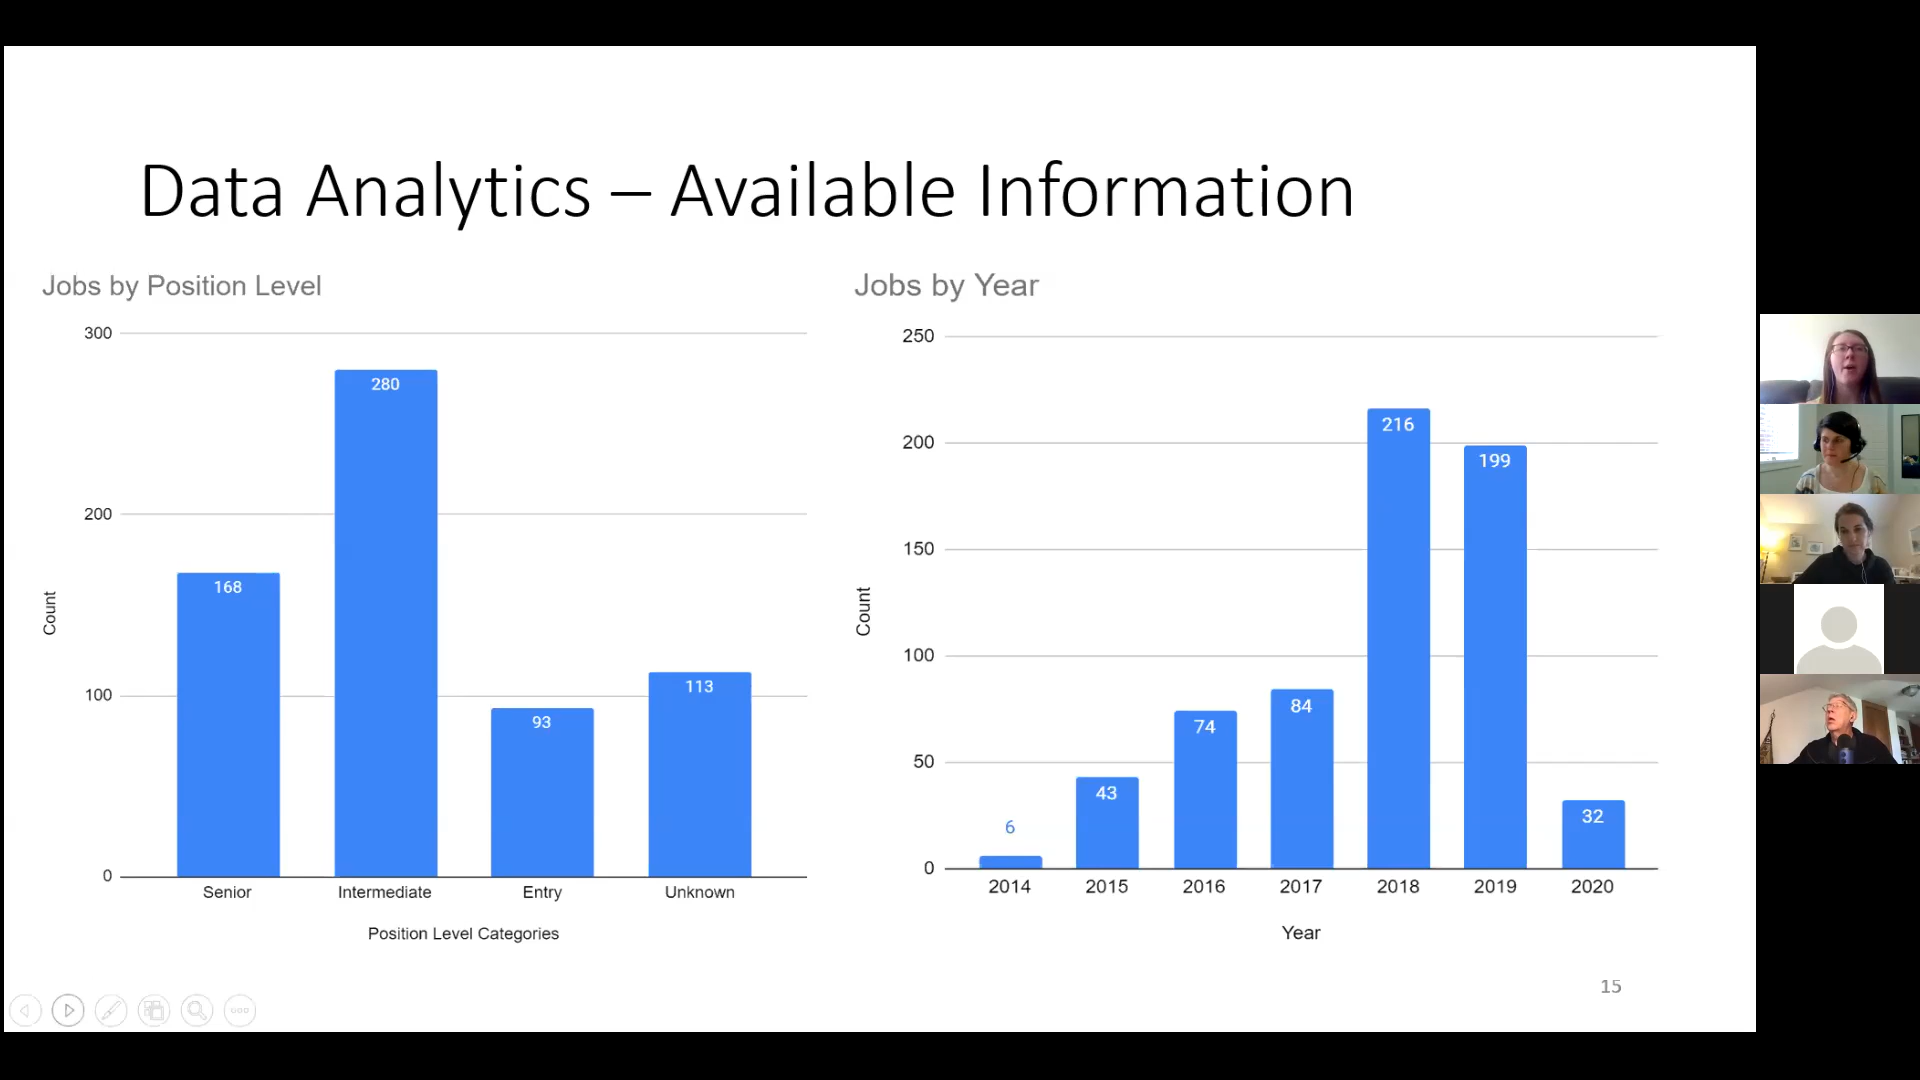 Data Analytics – Available Information
Jobs by Position Level
300
200
100
0
Count
168
280
93
113
Senior
Intermediate
Entry
Unknown
Position Level Categories
Jobs by Year
250
200
150
100
50
0
Count
6
43
74
84
216
199
32
2014
2015
2016
2017
2018
2019
2020
Year
15